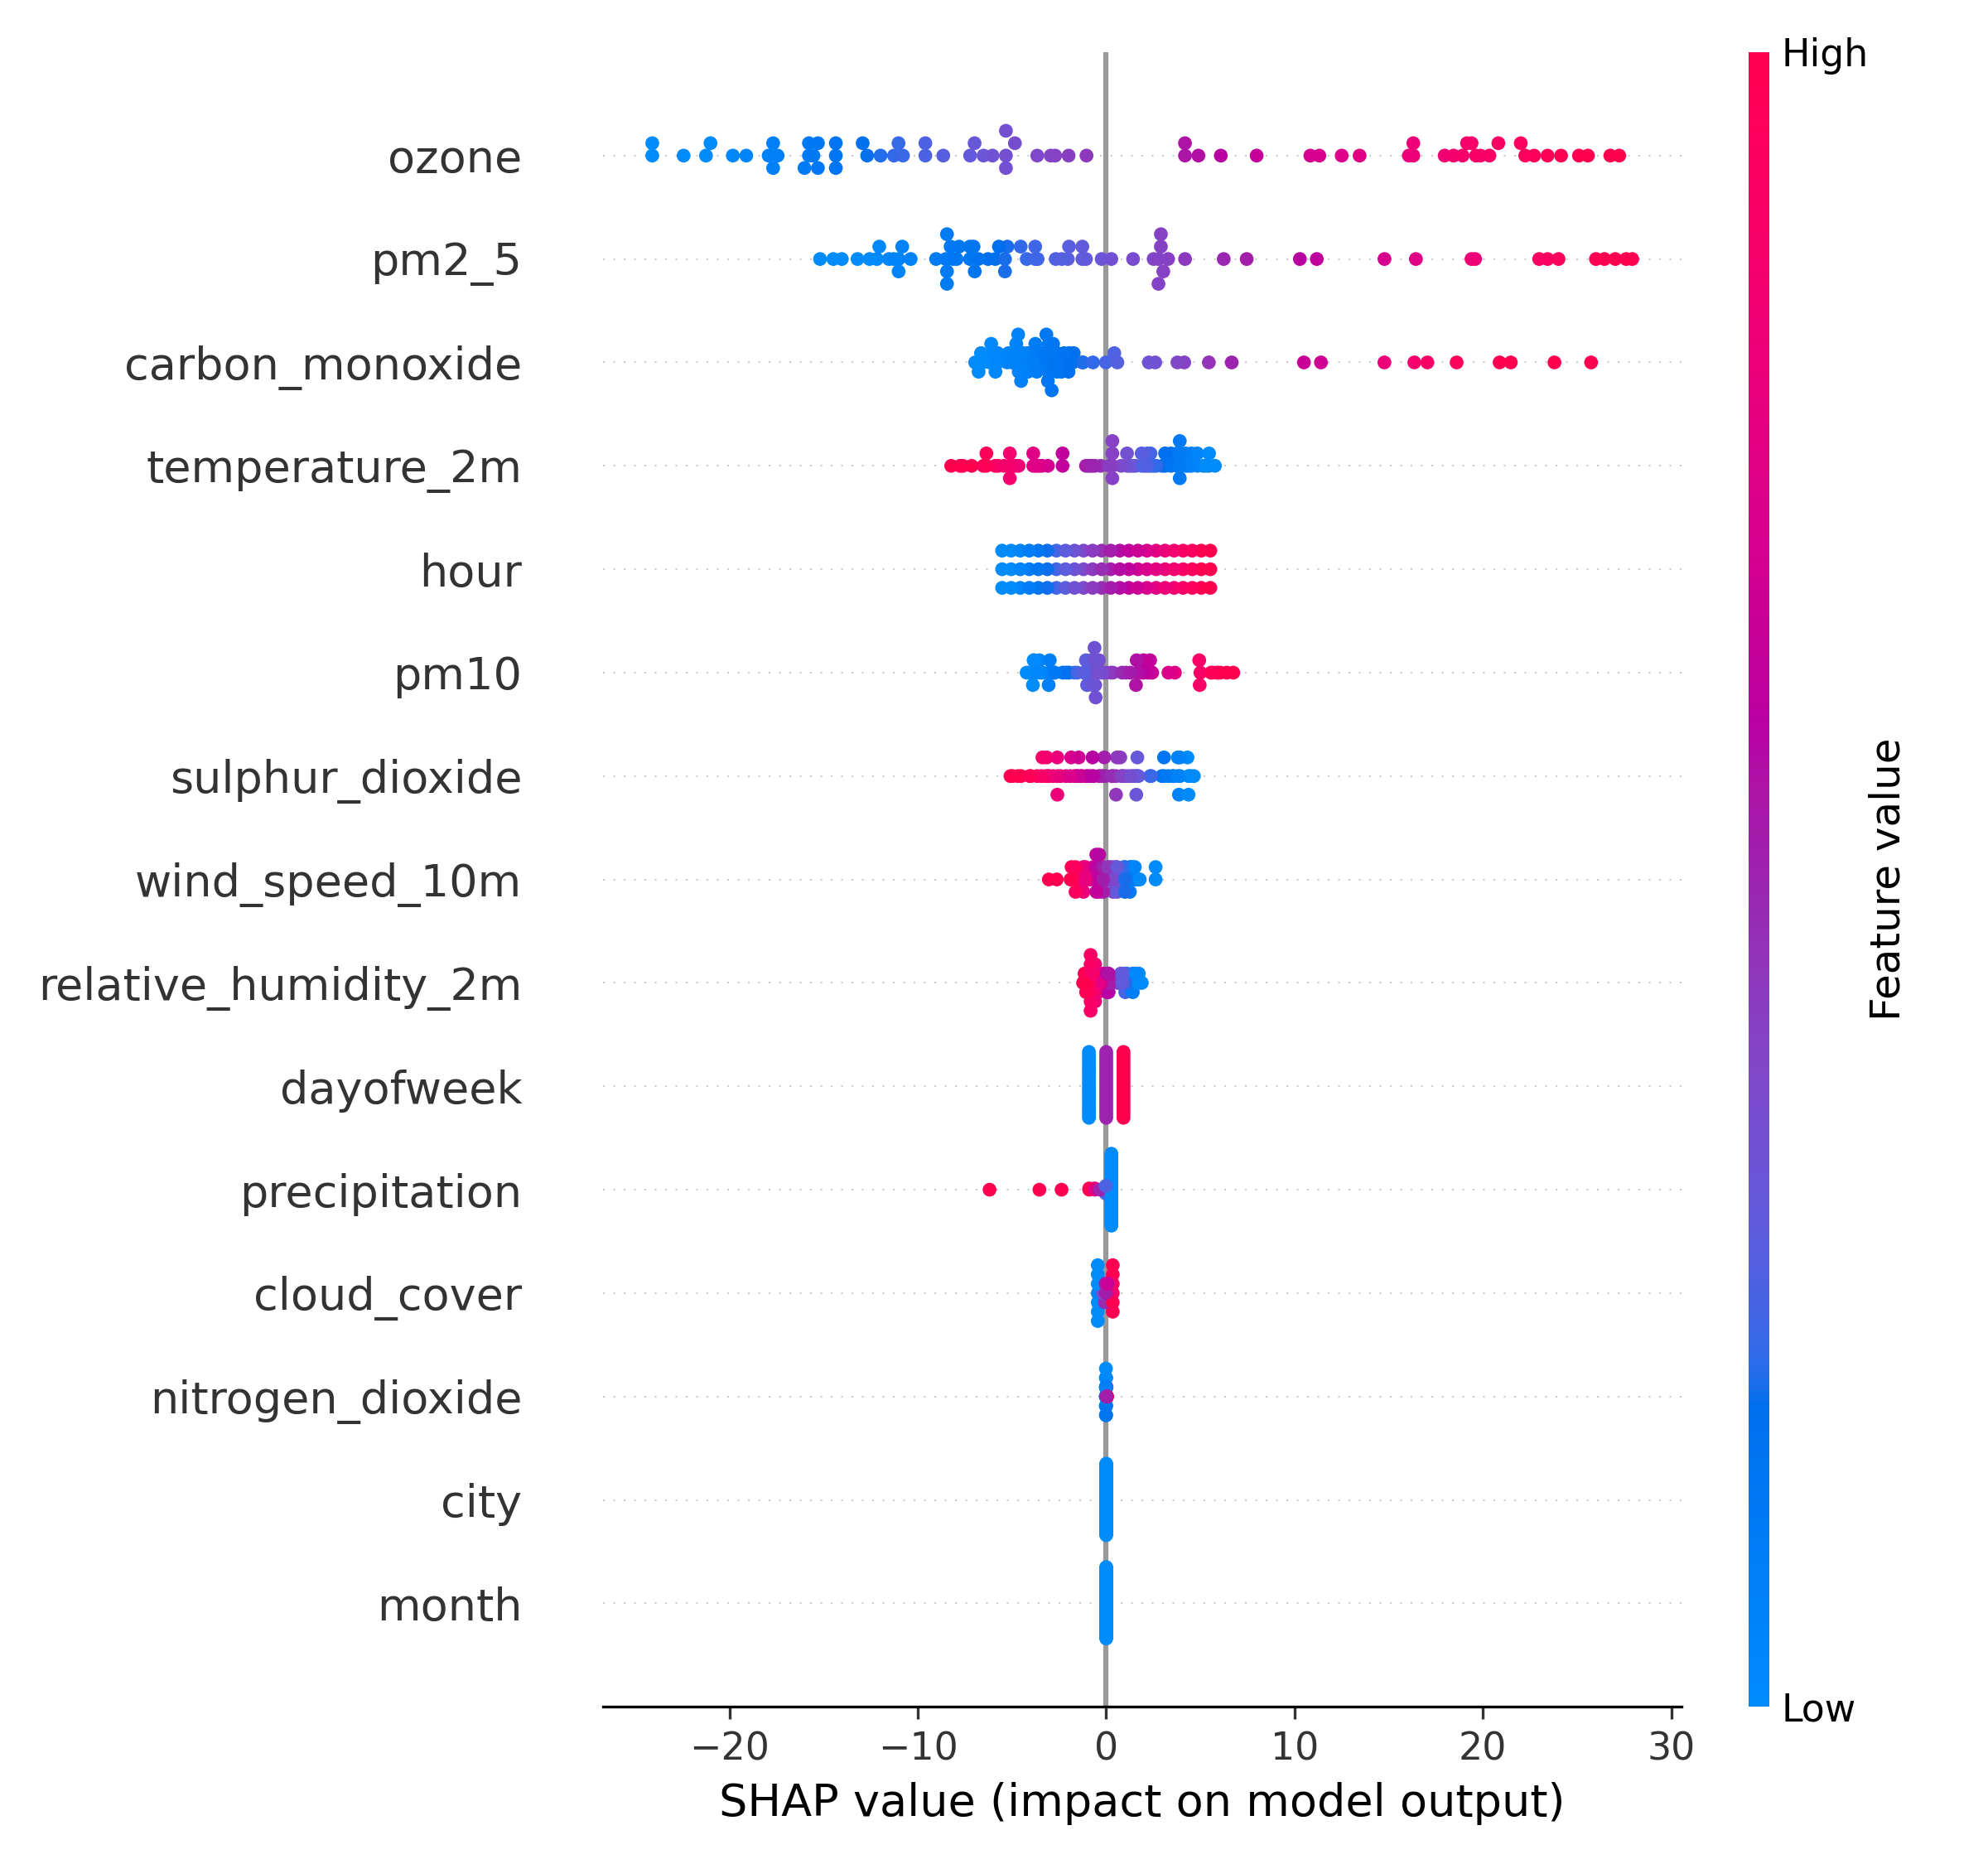 High
ozone
pm2_5
carbon_monoxide
temperature_2m
hour
pm10
sulphur_dioxide
wind_speed_10m
relative_humidity_2m
dayofweek
precipitation
cloud_cover
nitrogen_dioxide
city
month
Feature value
Low
−20 −10 0 10 20 30
SHAP value (impact on model output)